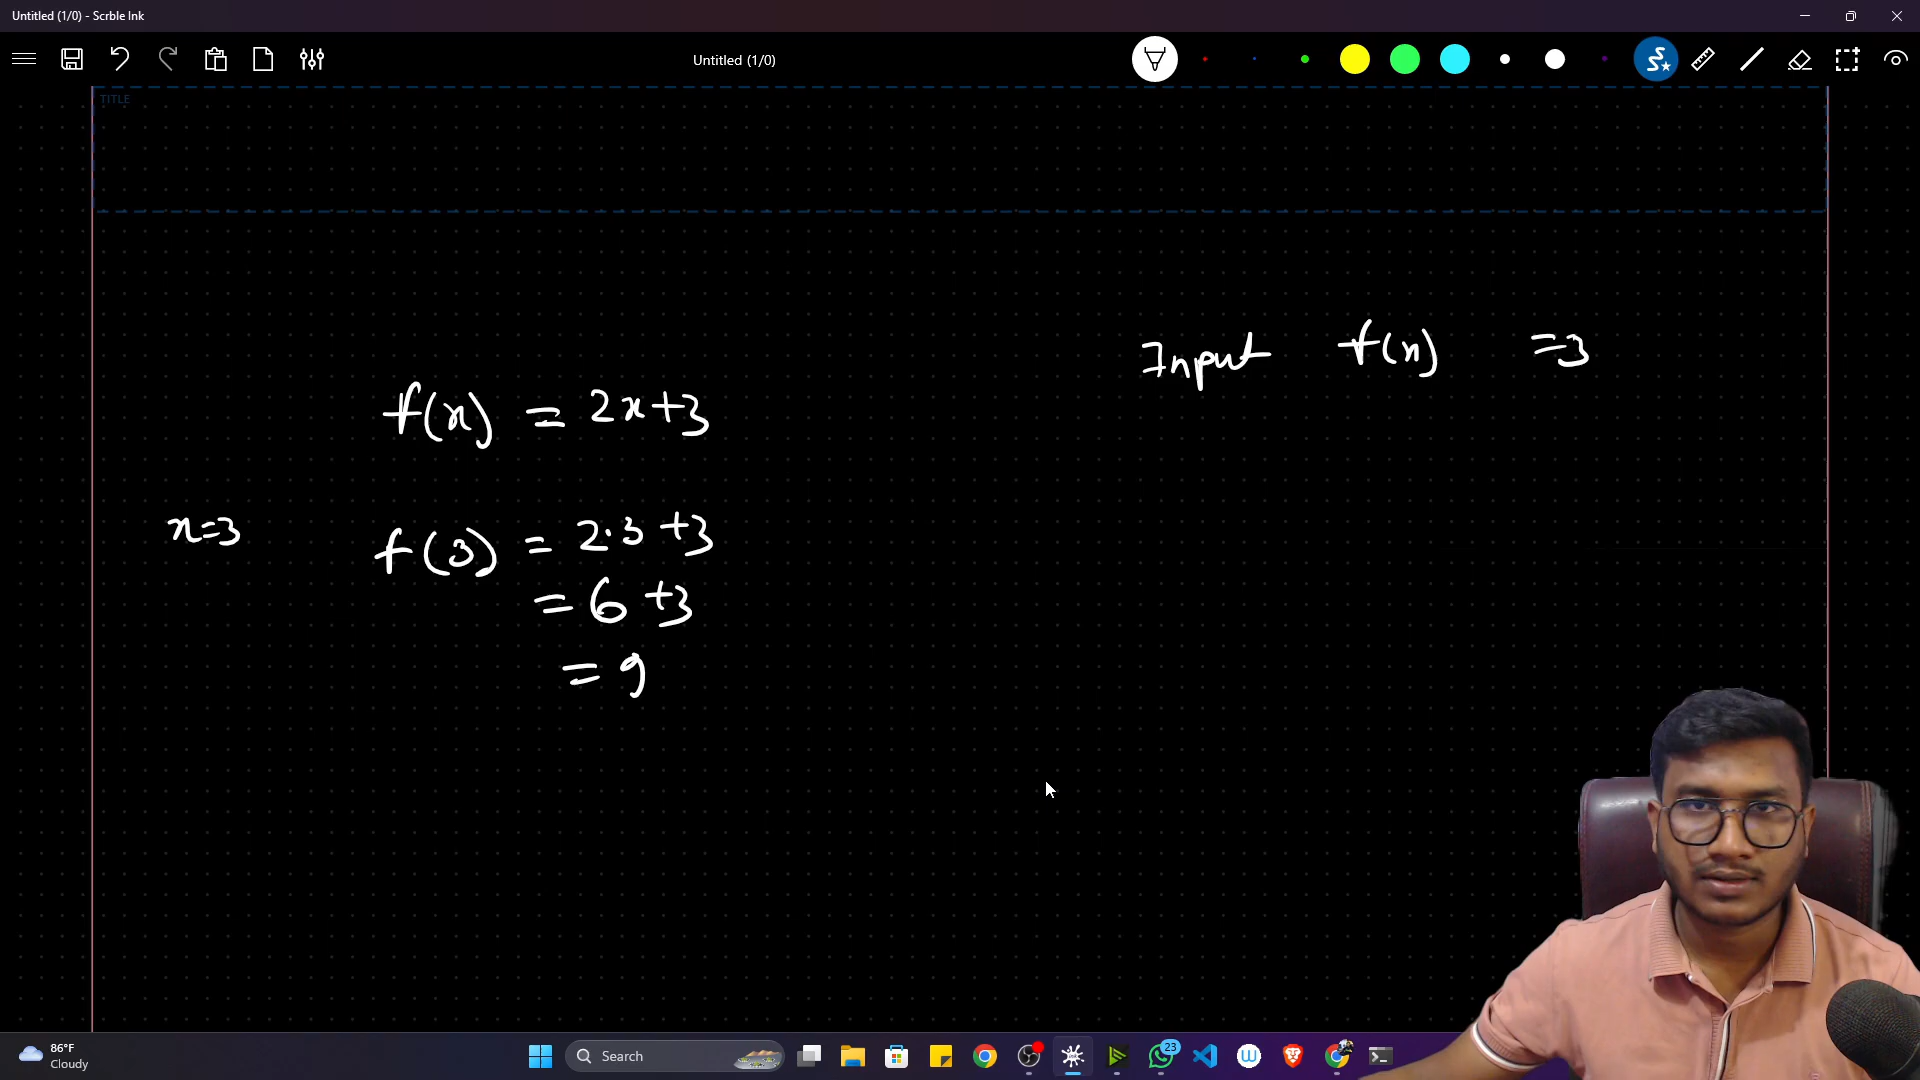 Untitled (1/0) - Scrble Ink
Untitled (1/0)
TITLE
Input f(x) =3
f(x) = 2x+3
x=3
f(3) = 2·3+3
= 6+3
= 9
86°F
Cloudy
Search
23